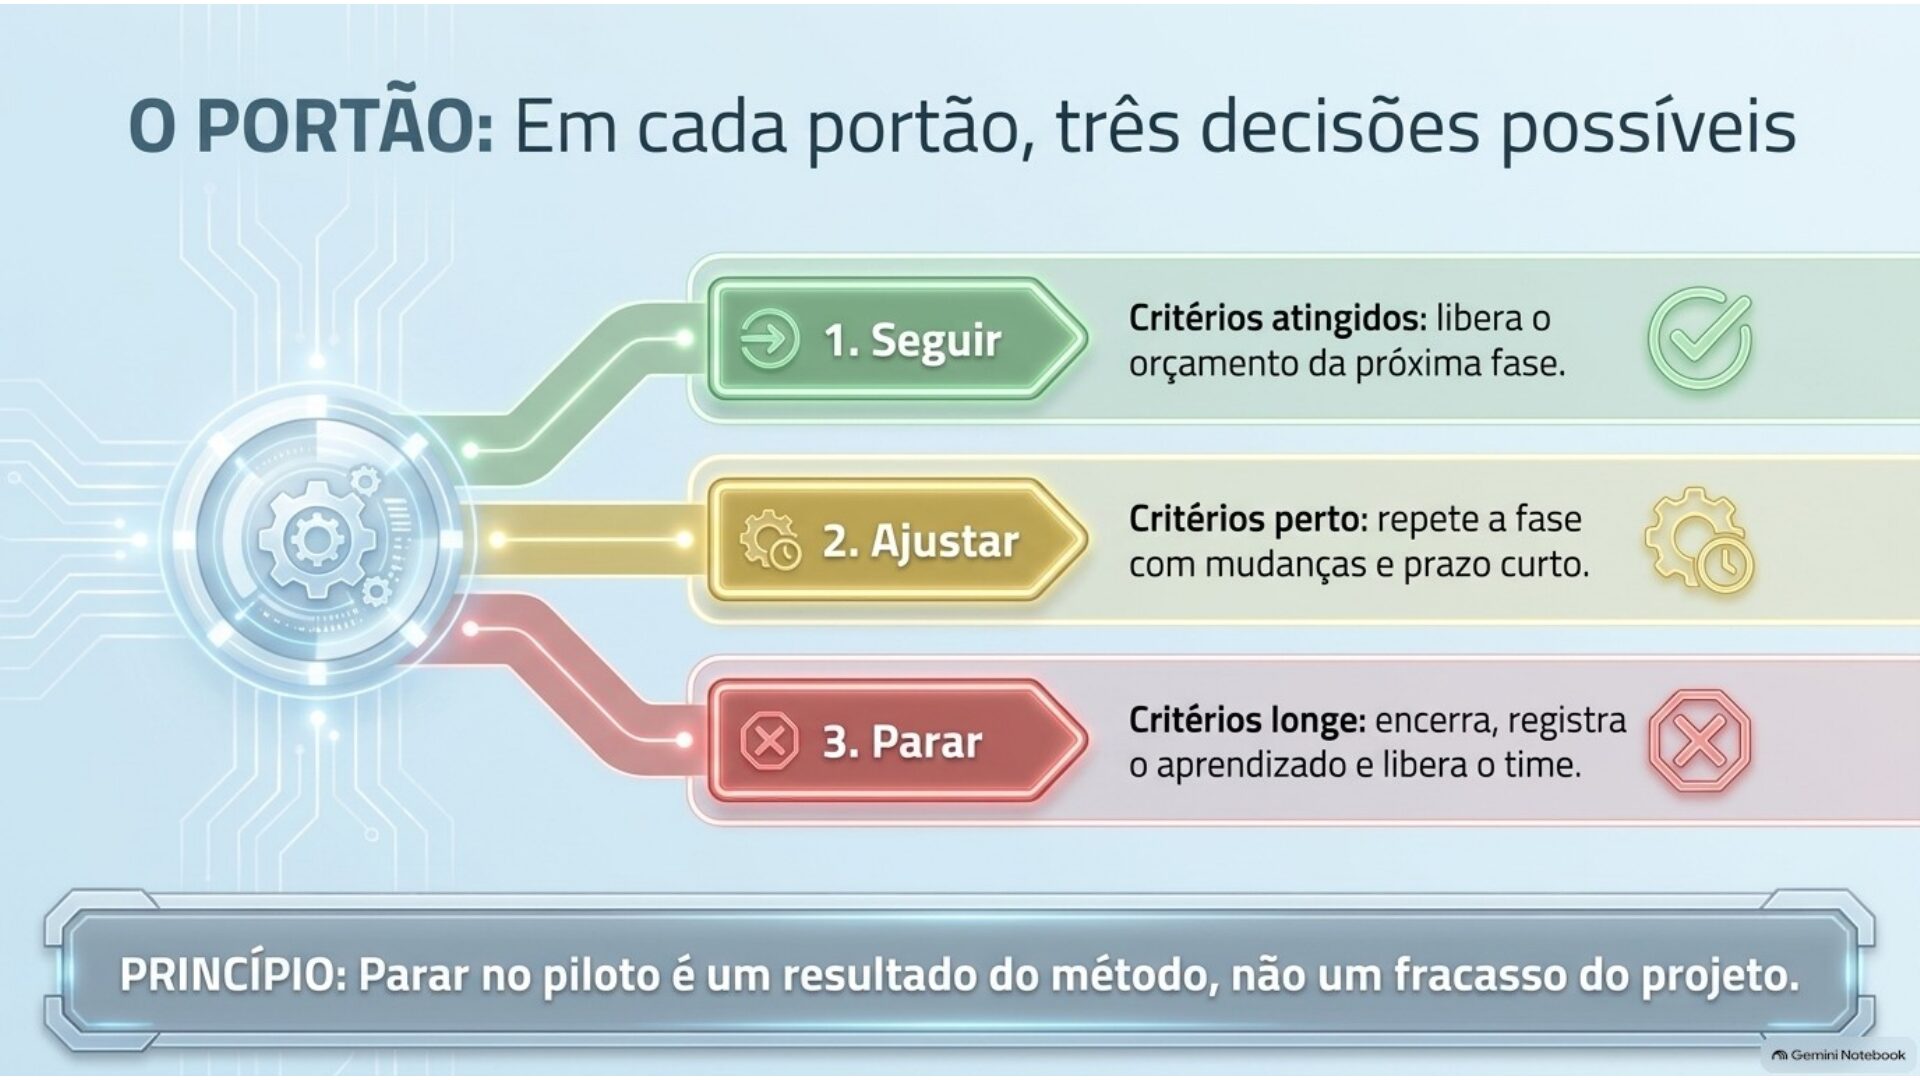 O PORTÃO: Em cada portão, três decisões possíveis
1. Seguir
Critérios atingidos: libera o
orçamento da próxima fase.
2. Ajustar
Critérios perto: repete a fase
com mudanças e prazo curto.
3. Parar
Critérios longe: encerra, registra
o aprendizado e libera o time.
PRINCÍPIO: Parar no piloto é um resultado do método, não um fracasso do projeto.
Gemini Notebook